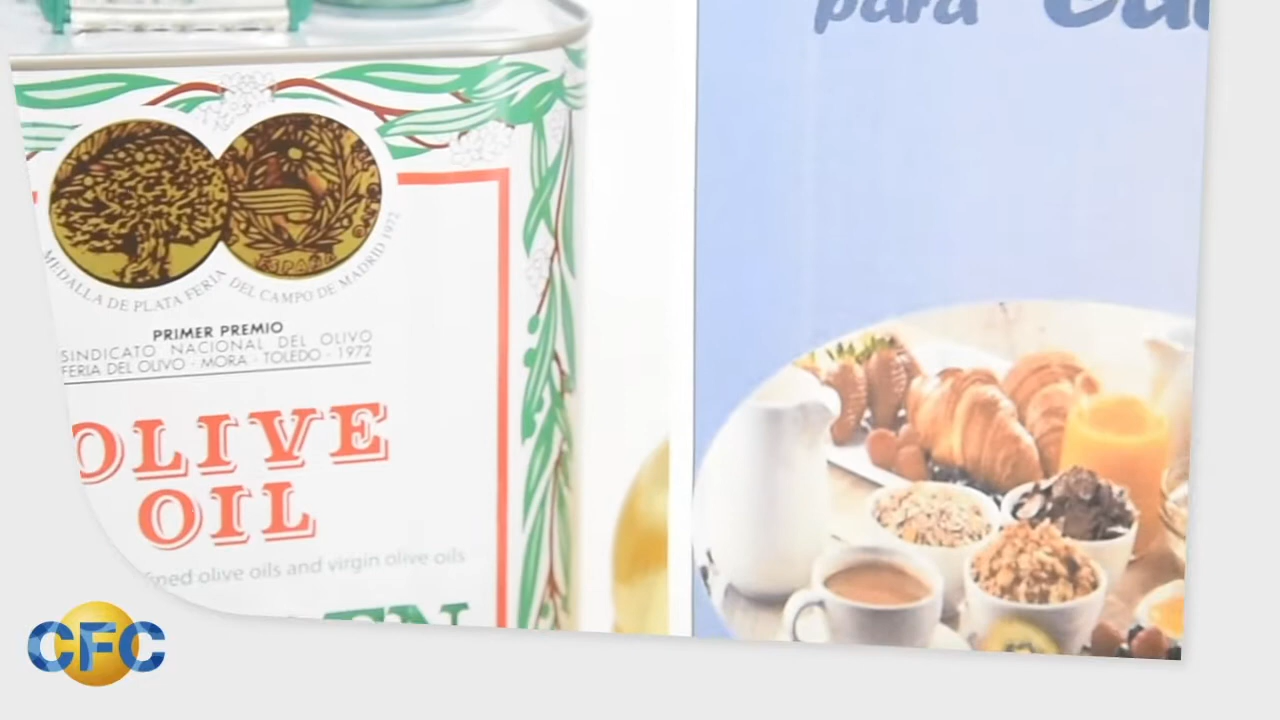 para
ESPAÑA
MEDALLA DE PLATA FERIA DEL CAMPO DE MADRID 1972
PRIMER PREMIO
SINDICATO NACIONAL DEL OLIVO
FERIA DEL OLIVO · MORA · TOLEDO · 1972
OLIVE
OIL
olive oils and virgin olive oils
CFC